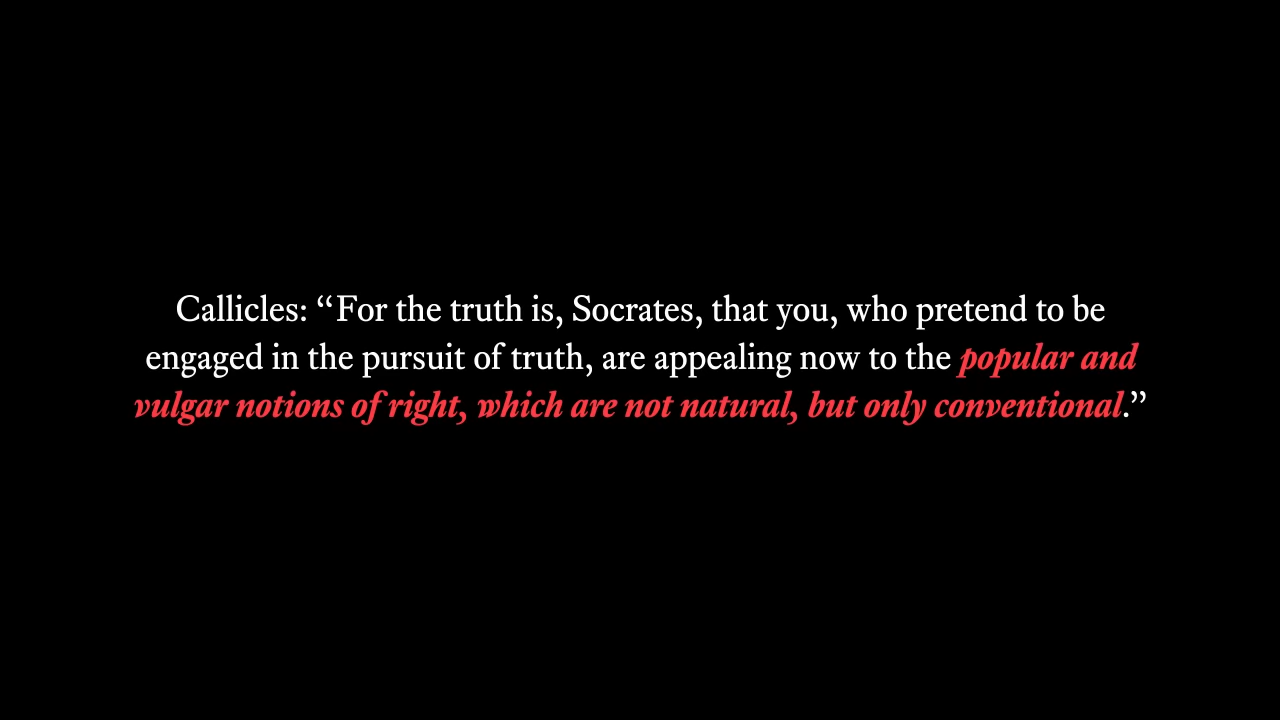 Callicles: “For the truth is, Socrates, that you, who pretend to be
engaged in the pursuit of truth, are appealing now to the popular and
vulgar notions of right, which are not natural, but only conventional.”